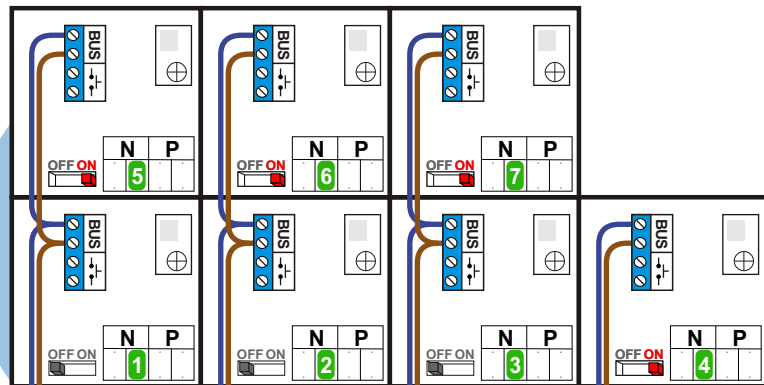 BUS BUS BUS
N P N P N P
OFF ON 5 OFF ON 6 OFF ON 7
BUS BUS BUS BUS
N P N P N P N P
OFF ON 1 OFF ON 2 OFF ON 3 OFF ON 4